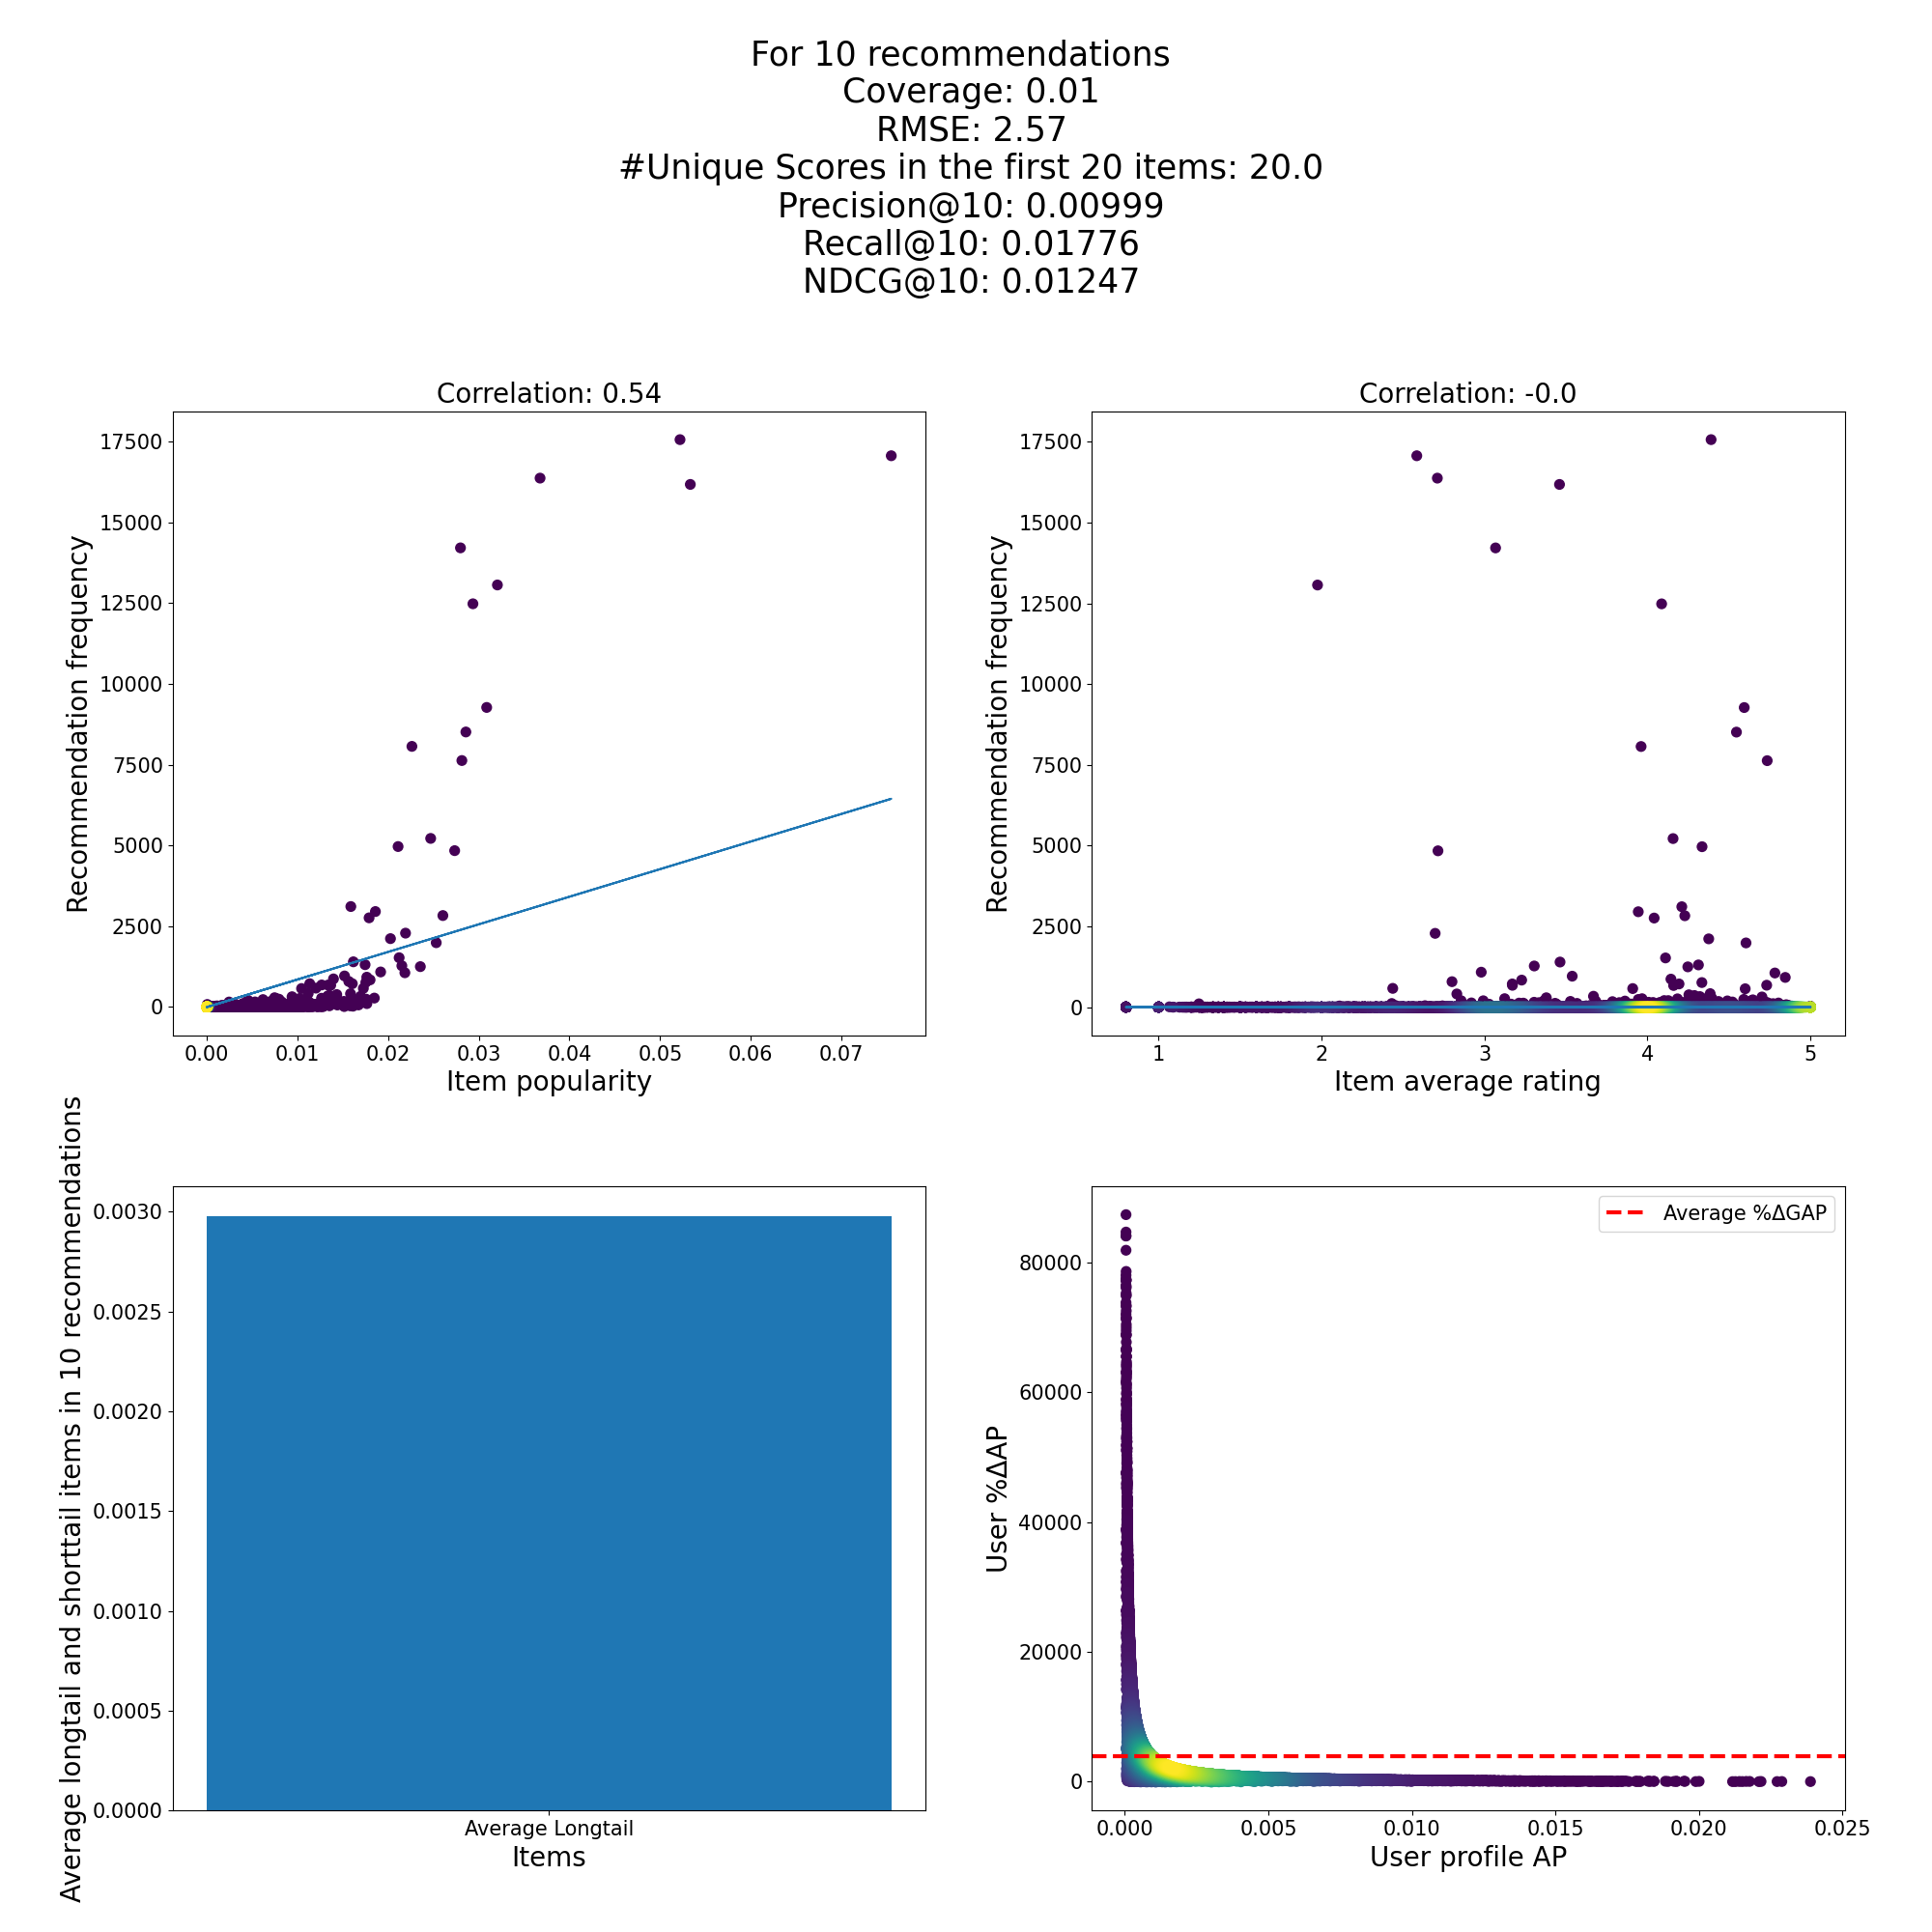 For 10 recommendations
Coverage: 0.01
RMSE: 2.57
#Unique Scores in the first 20 items: 20.0
Precision@10: 0.00999
Recall@10: 0.01776
NDCG@10: 0.01247
Correlation: 0.54
Recommendation frequency
17500
15000
12500
10000
7500
5000
2500
0
0.00 0.01 0.02 0.03 0.04 0.05 0.06 0.07
Item popularity
Correlation: -0.0
Recommendation frequency
17500
15000
12500
10000
7500
5000
2500
0
1 2 3 4 5
Item average rating
Average longtail and shorttail items in 10 recommendations
0.0030
0.0025
0.0020
0.0015
0.0010
0.0005
0.0000
Average Longtail
Items
Average %ΔGAP
User %ΔAP
80000
60000
40000
20000
0
0.000 0.005 0.010 0.015 0.020 0.025
User profile AP